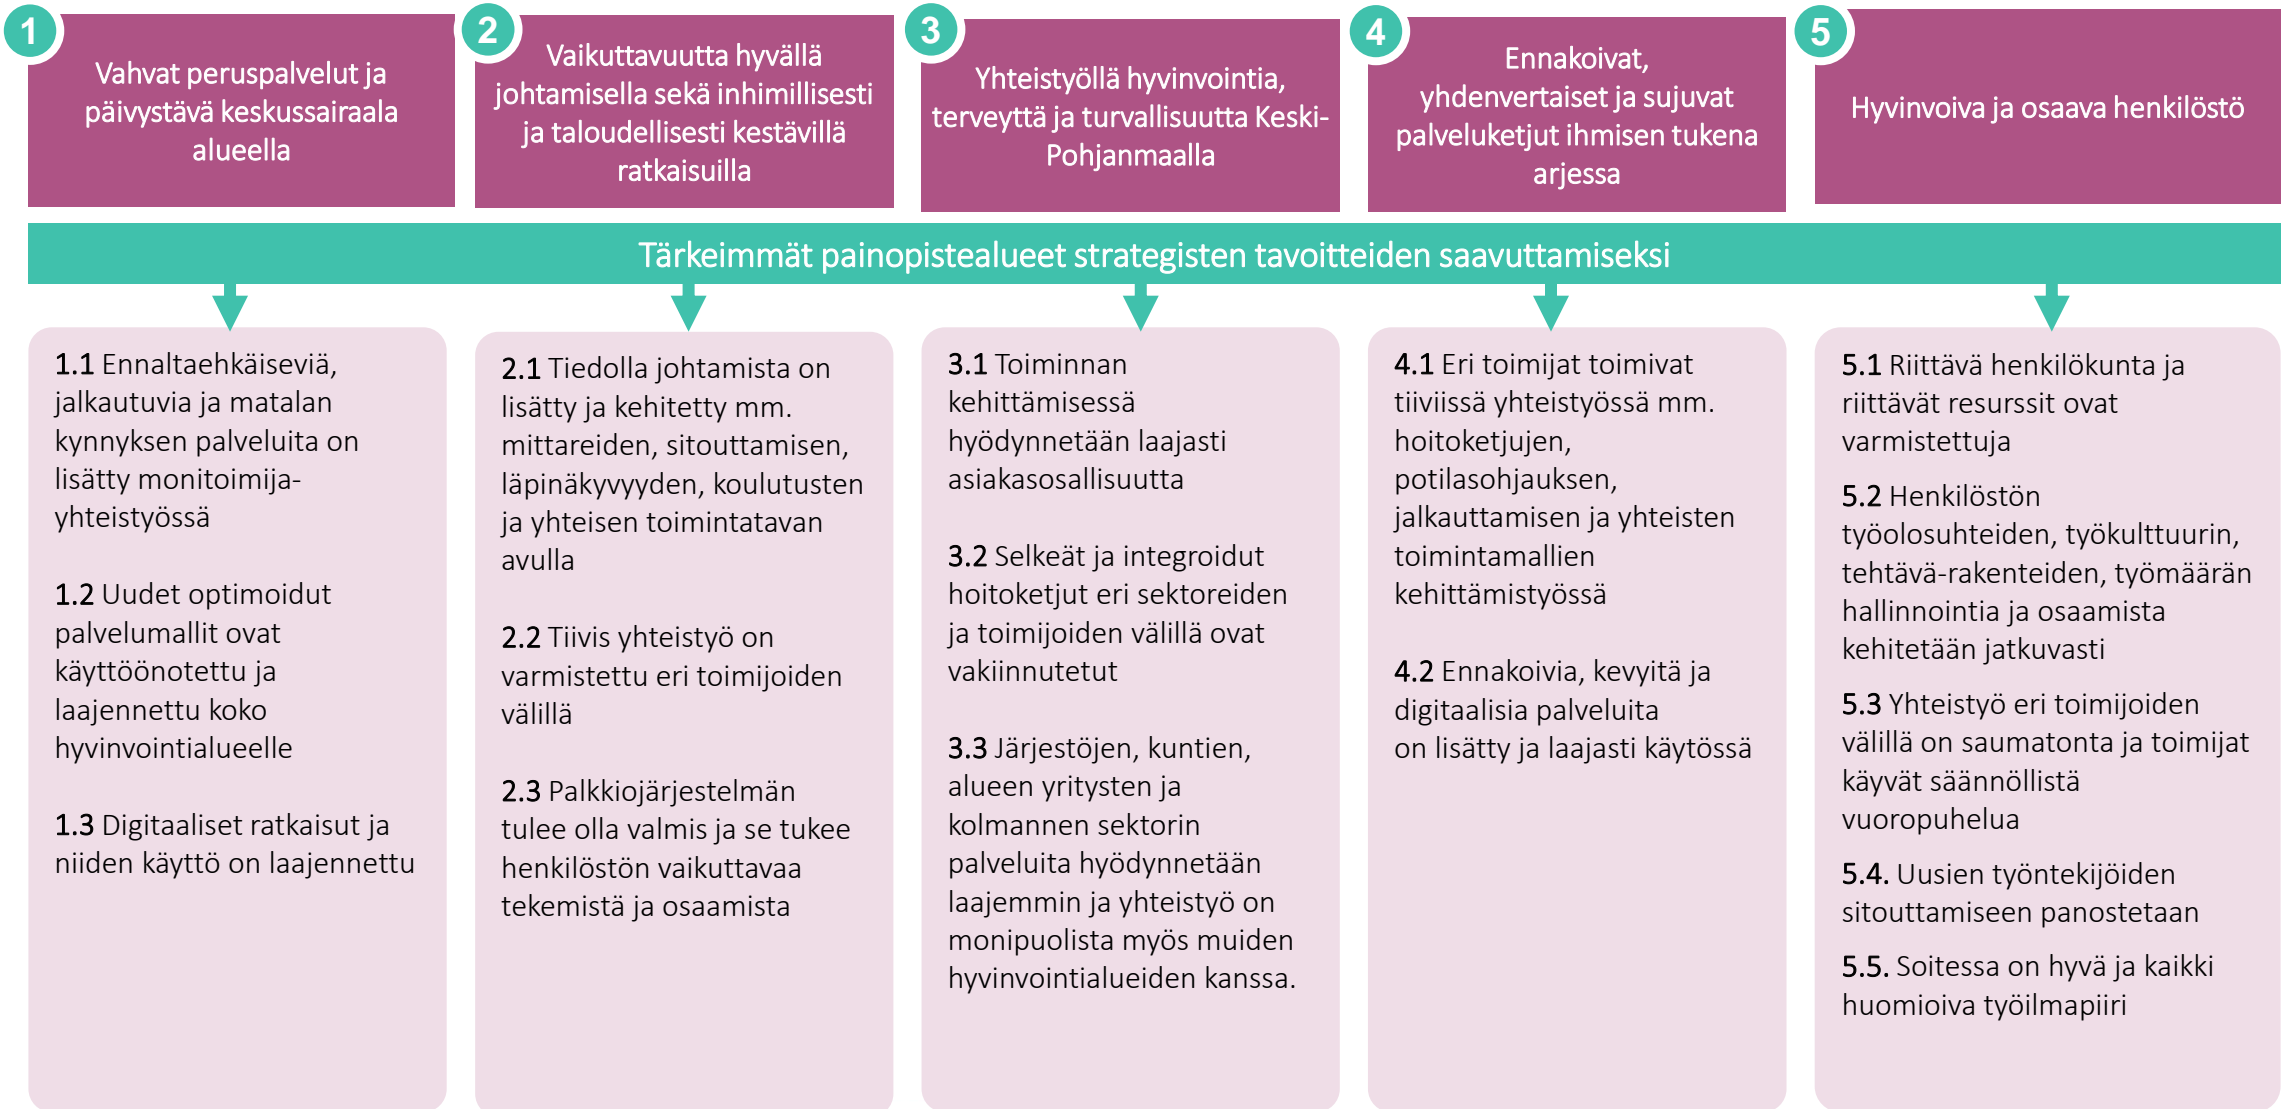 1
Vahvat peruspalvelut ja
päivystävä keskussairaala
alueella
2
Vaikuttavuutta hyvällä
johtamisella sekä inhimillisesti
ja taloudellisesti kestävillä
ratkaisuilla
3
Yhteistyöllä hyvinvointia,
terveyttä ja turvallisuutta Keski-
Pohjanmaalla
4
Ennakoivat,
yhdenvertaiset ja sujuvat
palveluketjut ihmisen tukena
arjessa
5
Hyvinvoiva ja osaava henkilöstö
Tärkeimmät painopistealueet strategisten tavoitteiden saavuttamiseksi
1.1 Ennaltaehkäiseviä,
jalkautuvia ja matalan
kynnyksen palveluita on
lisätty monitoimija-
yhteistyössä
1.2 Uudet optimoidut
palvelumallit ovat
käyttöönotettu ja
laajennettu koko
hyvinvointialueelle
1.3 Digitaaliset ratkaisut ja
niiden käyttö on laajennettu
2.1 Tiedolla johtamista on
lisätty ja kehitetty mm.
mittareiden, sitouttamisen,
läpinäkyvyyden, koulutusten
ja yhteisen toimintatavan
avulla
2.2 Tiivis yhteistyö on
varmistettu eri toimijoiden
välillä
2.3 Palkkiojärjestelmän
tulee olla valmis ja se tukee
henkilöstön vaikuttavaa
tekemistä ja osaamista
3.1 Toiminnan
kehittämisessä
hyödynnetään laajasti
asiakasosallisuutta
3.2 Selkeät ja integroidut
hoitoketjut eri sektoreiden
ja toimijoiden välillä ovat
vakiinnutetut
3.3 Järjestöjen, kuntien,
alueen yritysten ja
kolmannen sektorin
palveluita hyödynnetään
laajemmin ja yhteistyö on
monipuolista myös muiden
hyvinvointialueiden kanssa.
4.1 Eri toimijat toimivat
tiiviissä yhteistyössä mm.
hoitoketjujen,
potilasohjauksen,
jalkauttamisen ja yhteisten
toimintamallien
kehittämistyössä
4.2 Ennakoivia, kevyitä ja
digitaalisia palveluita
on lisätty ja laajasti käytössä
5.1 Riittävä henkilökunta ja
riittävät resurssit ovat
varmistettuja
5.2 Henkilöstön
työolosuhteiden, työkulttuurin,
tehtävä-rakenteiden, työmäärän
hallinnointia ja osaamista
kehitetään jatkuvasti
5.3 Yhteistyö eri toimijoiden
välillä on saumatonta ja toimijat
käyvät säännöllistä
vuoropuhelua
5.4. Uusien työntekijöiden
sitouttamiseen panostetaan
5.5. Soitessa on hyvä ja kaikki
huomioiva työilmapiiri